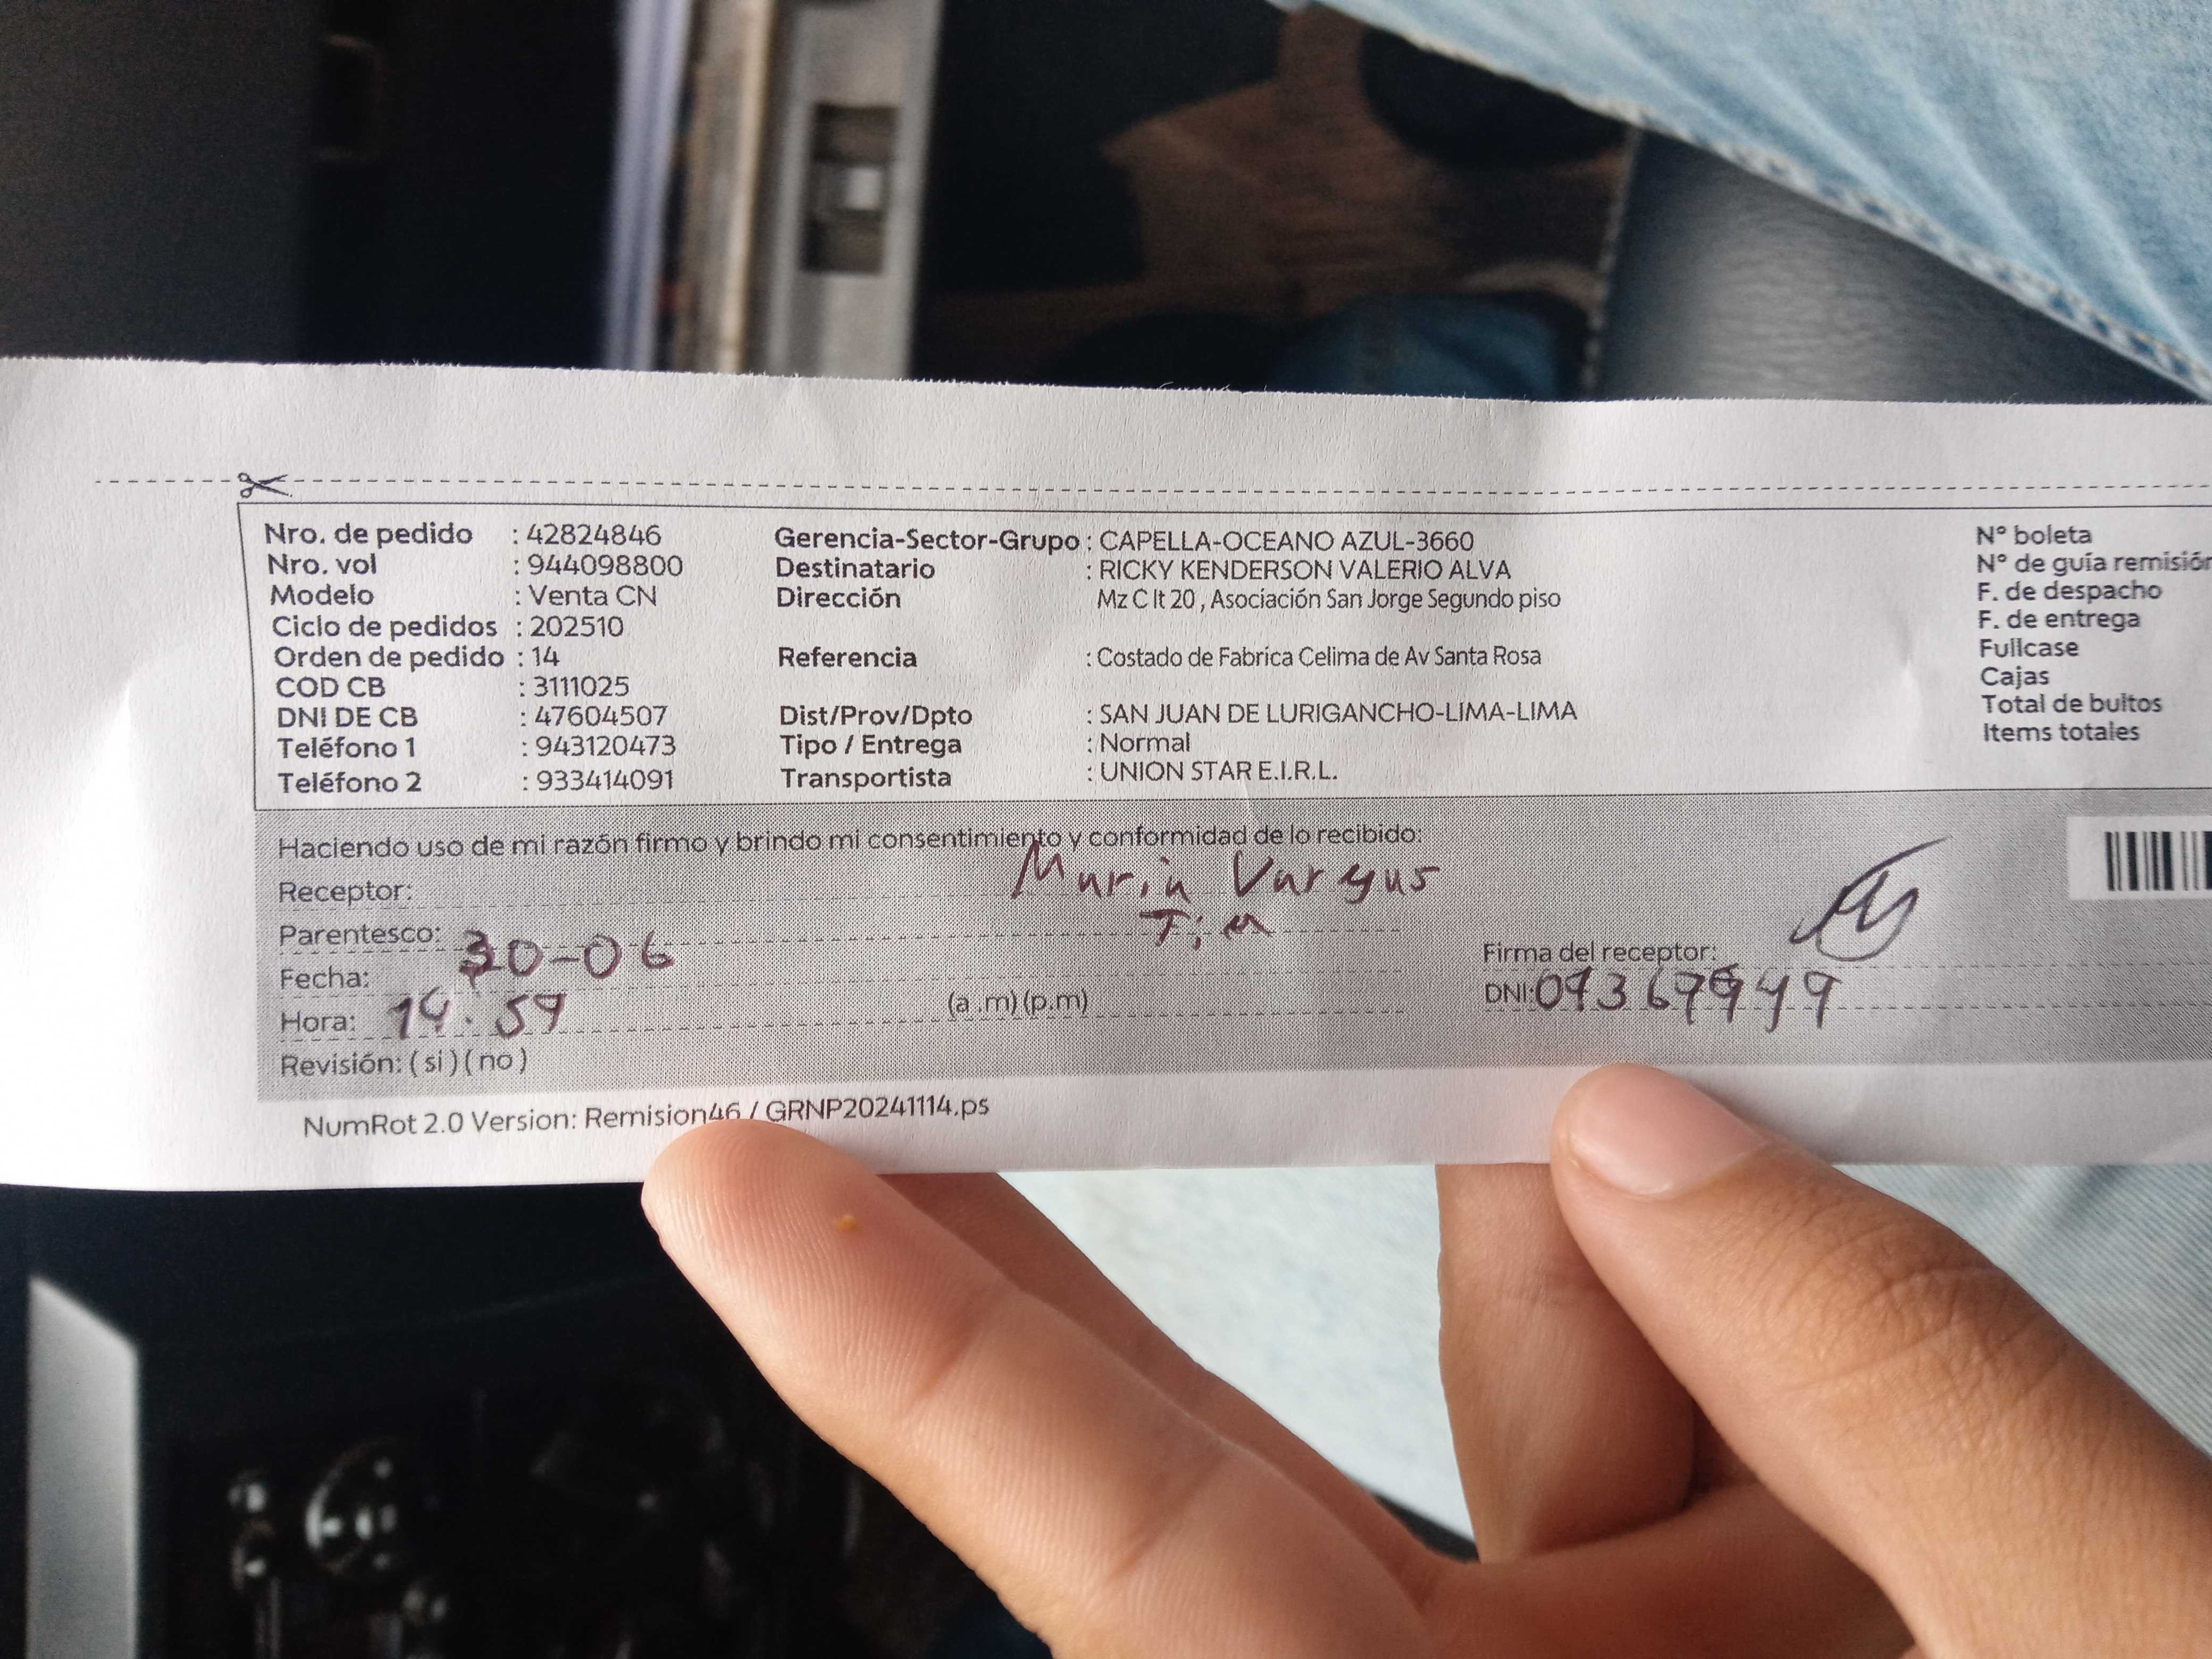 Nro. de pedido : 42824846
Nro. vol : 944098800
Modelo : Venta CN
Ciclo de pedidos : 202510
Orden de pedido : 14
COD CB : 3111025
DNI DE CB : 47604507
Teléfono 1 : 943120473
Teléfono 2 : 933414091
Gerencia-Sector-Grupo : CAPELLA-OCEANO AZUL-3660
Destinatario : RICKY KENDERSON VALERIO ALVA
Dirección Mz C lt 20 , Asociación San Jorge Segundo piso
Referencia : Costado de Fabrica Celima de Av Santa Rosa
Dist/Prov/Dpto : SAN JUAN DE LURIGANCHO-LIMA-LIMA
Tipo / Entrega : Normal
Transportista : UNION STAR E.I.R.L.
N° boleta
N° de guía remisión
F. de despacho
F. de entrega
Fullcase
Cajas
Total de bultos
Items totales
Haciendo uso de mi razón firmo y brindo mi consentimiento y conformidad de lo recibido:
Receptor: Maria Vargas
Parentesco: Tia
Fecha: 30-06
Hora: 14:59 (a.m) (p.m)
Revisión: ( si ) ( no )
Firma del receptor:
DNI:
NumRot 2.0 Version: Remision46 / GRNP20241114.ps